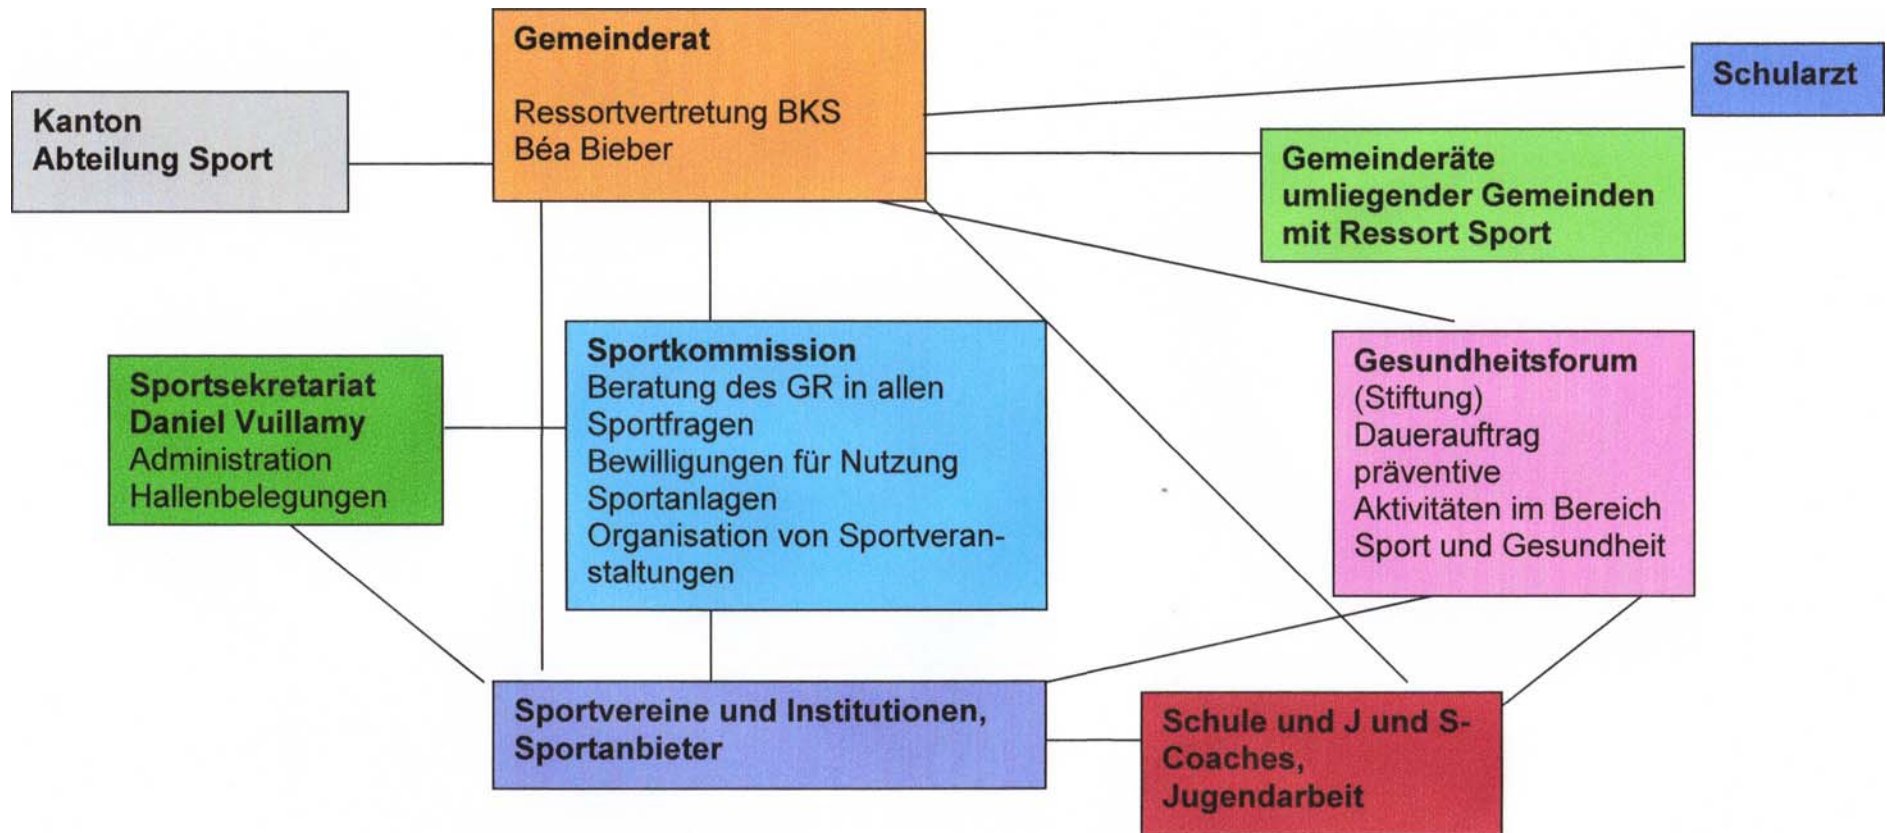 Gemeinderat
Ressortvertretung BKS
Béa Bieber
Schularzt
Kanton
Abteilung Sport
Gemeinderäte
umliegender Gemeinden
mit Ressort Sport
Sportsekretariat
Daniel Vuillamy
Administration
Hallenbelegungen
Sportkommission
Beratung des GR in allen
Sportfragen
Bewilligungen für Nutzung
Sportanlagen
Organisation von Sportveran-
staltungen
Gesundheitsforum
(Stiftung)
Dauerauftrag
präventive
Aktivitäten im Bereich
Sport und Gesundheit
Sportvereine und Institutionen,
Sportanbieter
Schule und J und S-
Coaches,
Jugendarbeit